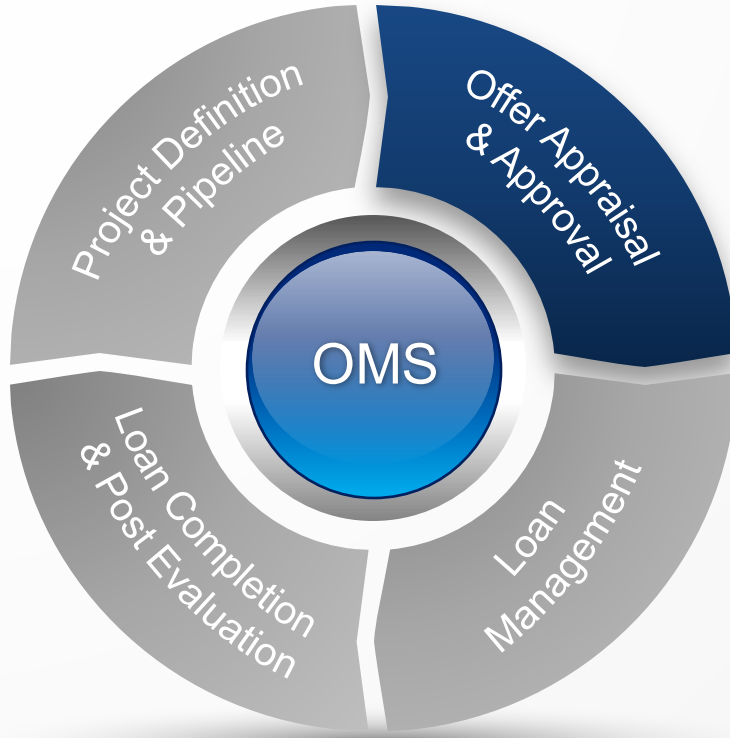 Project Definition
& Pipeline
Offer Appraisal
& Approval
OMS
Loan Completion
& Post Evaluation
Loan
Management